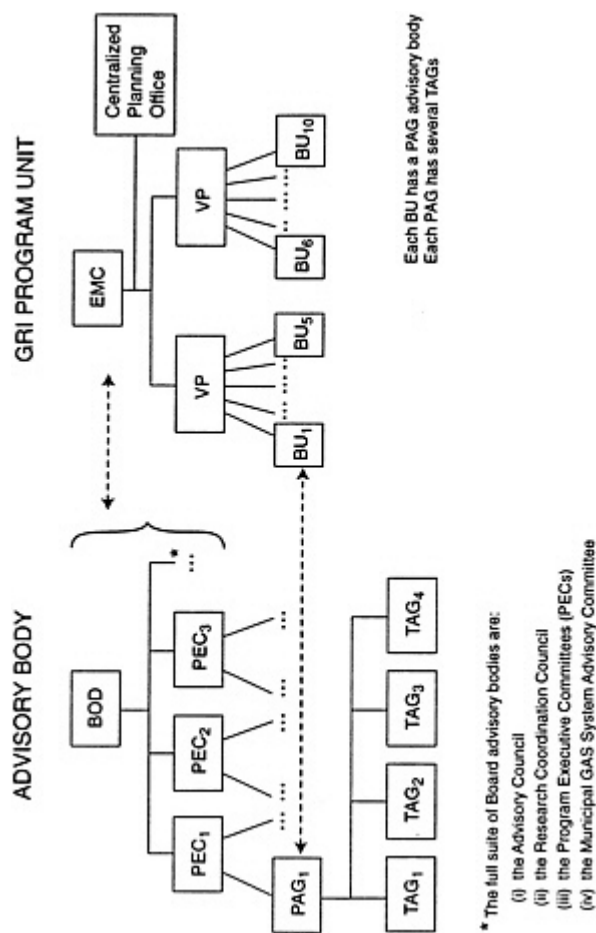 ADVISORY BODY
GRI PROGRAM UNIT
BOD
EMC
Centralized
Planning
Office
* ...
PEC₁ PEC₂ PEC₃
VP VP
... ... ... ...
PAG₁
BU₁ ... BU₅ BU₆ ... BU₁₀
TAG₁ TAG₂ TAG₃ TAG₄
Each BU has a PAG advisory body
Each PAG has several TAGs
* The full suite of Board advisory bodies are:
(i) the Advisory Council
(ii) the Research Coordination Council
(iii) the Program Executive Committees (PECs)
(iv) the Municipal GAS System Advisory Committee